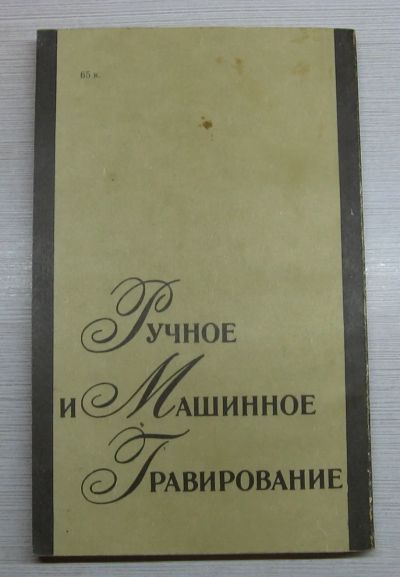 65 к.
Ручное
и Машинное
Гравирование